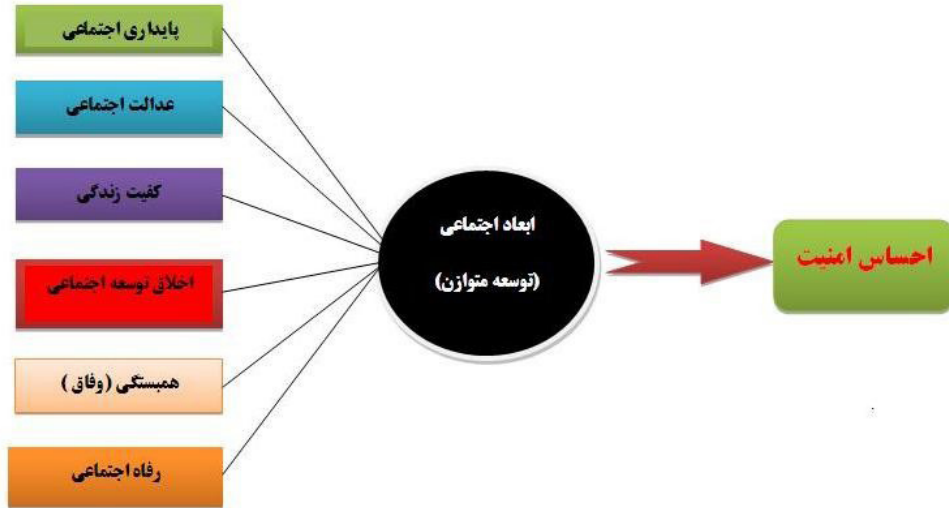 پایداری اجتماعی
عدالت اجتماعی
کفیت زندگی
اخلاق توسعه اجتماعی
همبستگی (وفاق )
رفاه اجتماعی
ابعاد اجتماعی
(توسعه متوازن)
احساس امنیت